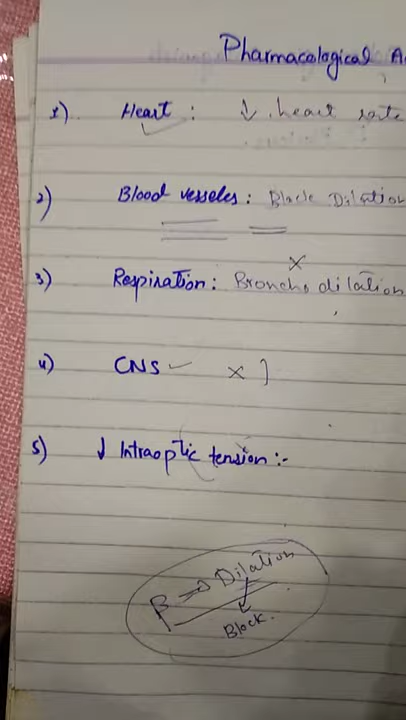 Pharmacological A
1) Heart : ↓ heart rate
2) Blood vesseles : Block Dilation
×
3) Respiration : Broncho dilation
4) CNS ✓ × ]
5) ↓ Intraoptic tension :-
β → Dilation
Block.